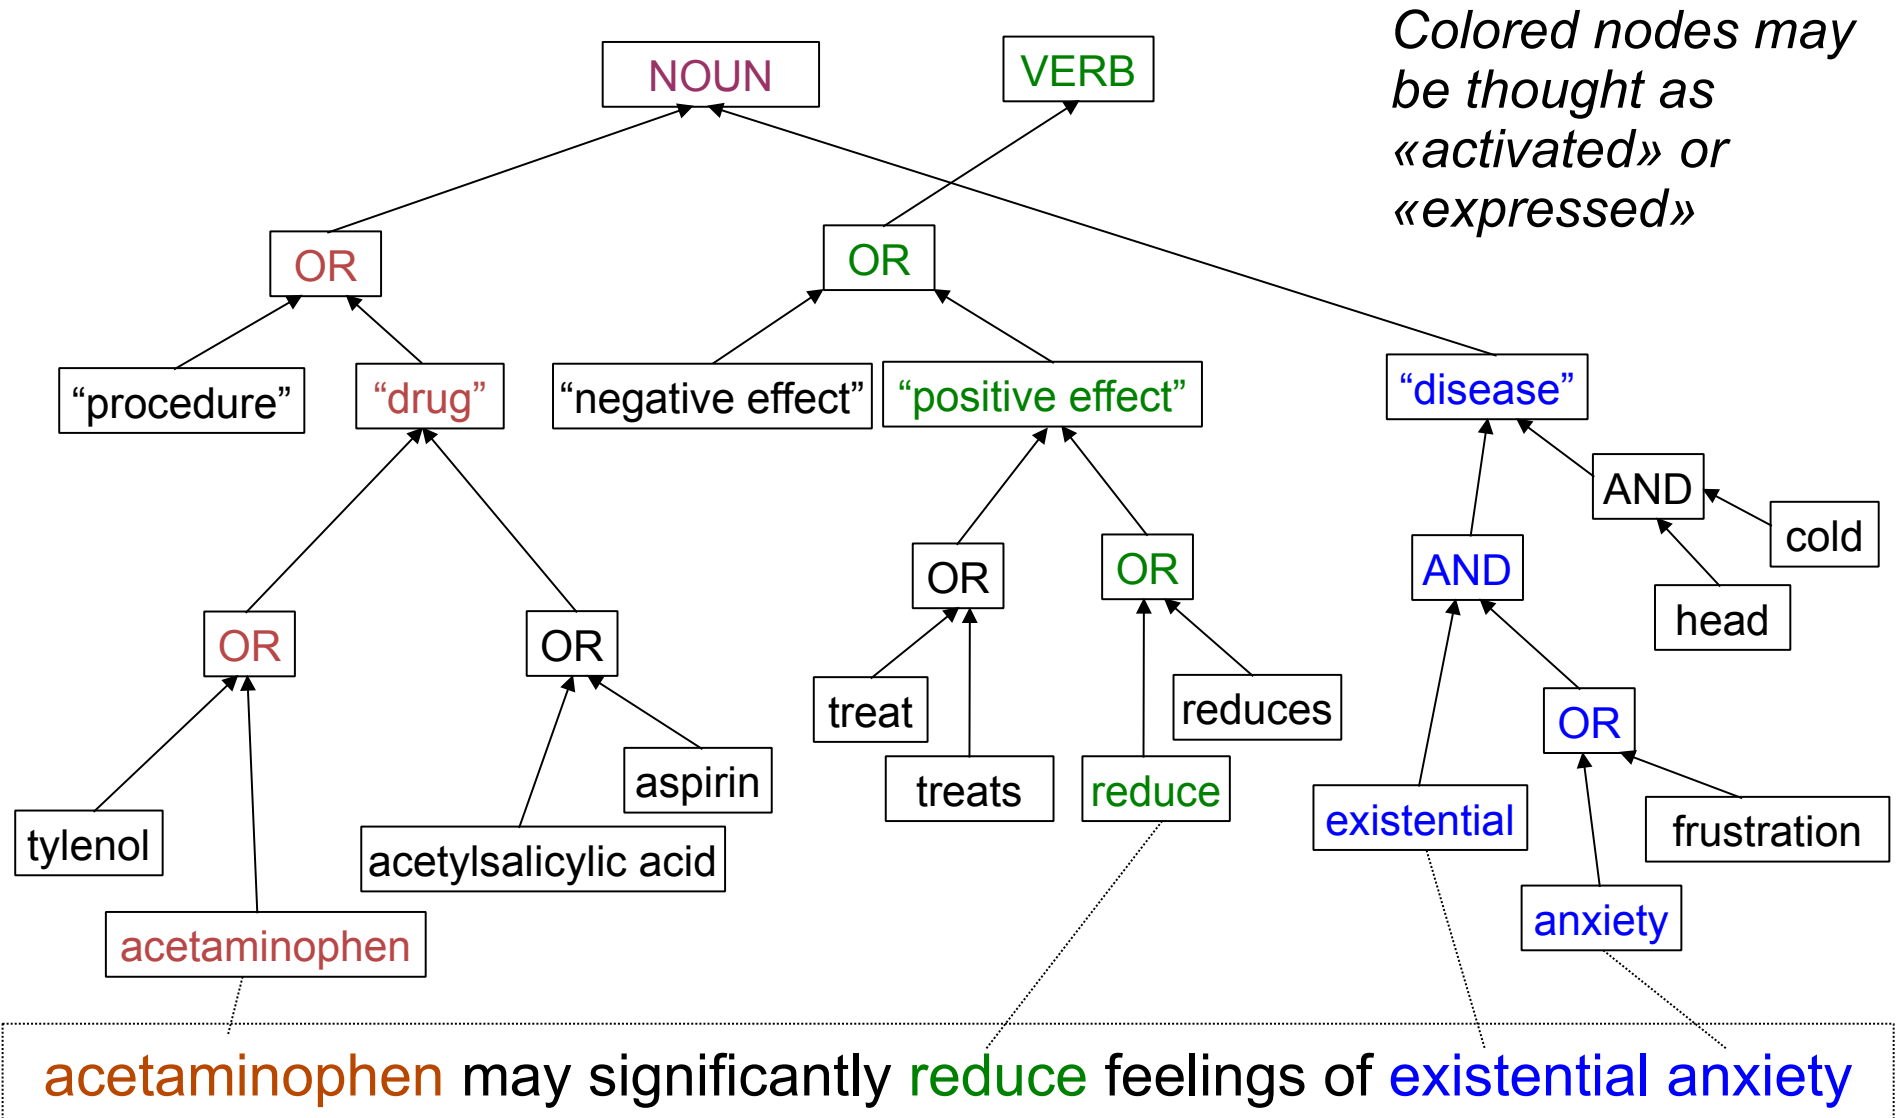 Colored nodes may
be thought as
«activated» or
«expressed»
NOUN
VERB
OR
OR
“procedure”
“drug”
“negative effect”
“positive effect”
“disease”
AND
cold
OR
OR
AND
head
OR
OR
treat
reduces
OR
aspirin
treats
reduce
existential
frustration
tylenol
acetylsalicylic acid
anxiety
acetaminophen
acetaminophen may significantly reduce feelings of existential anxiety